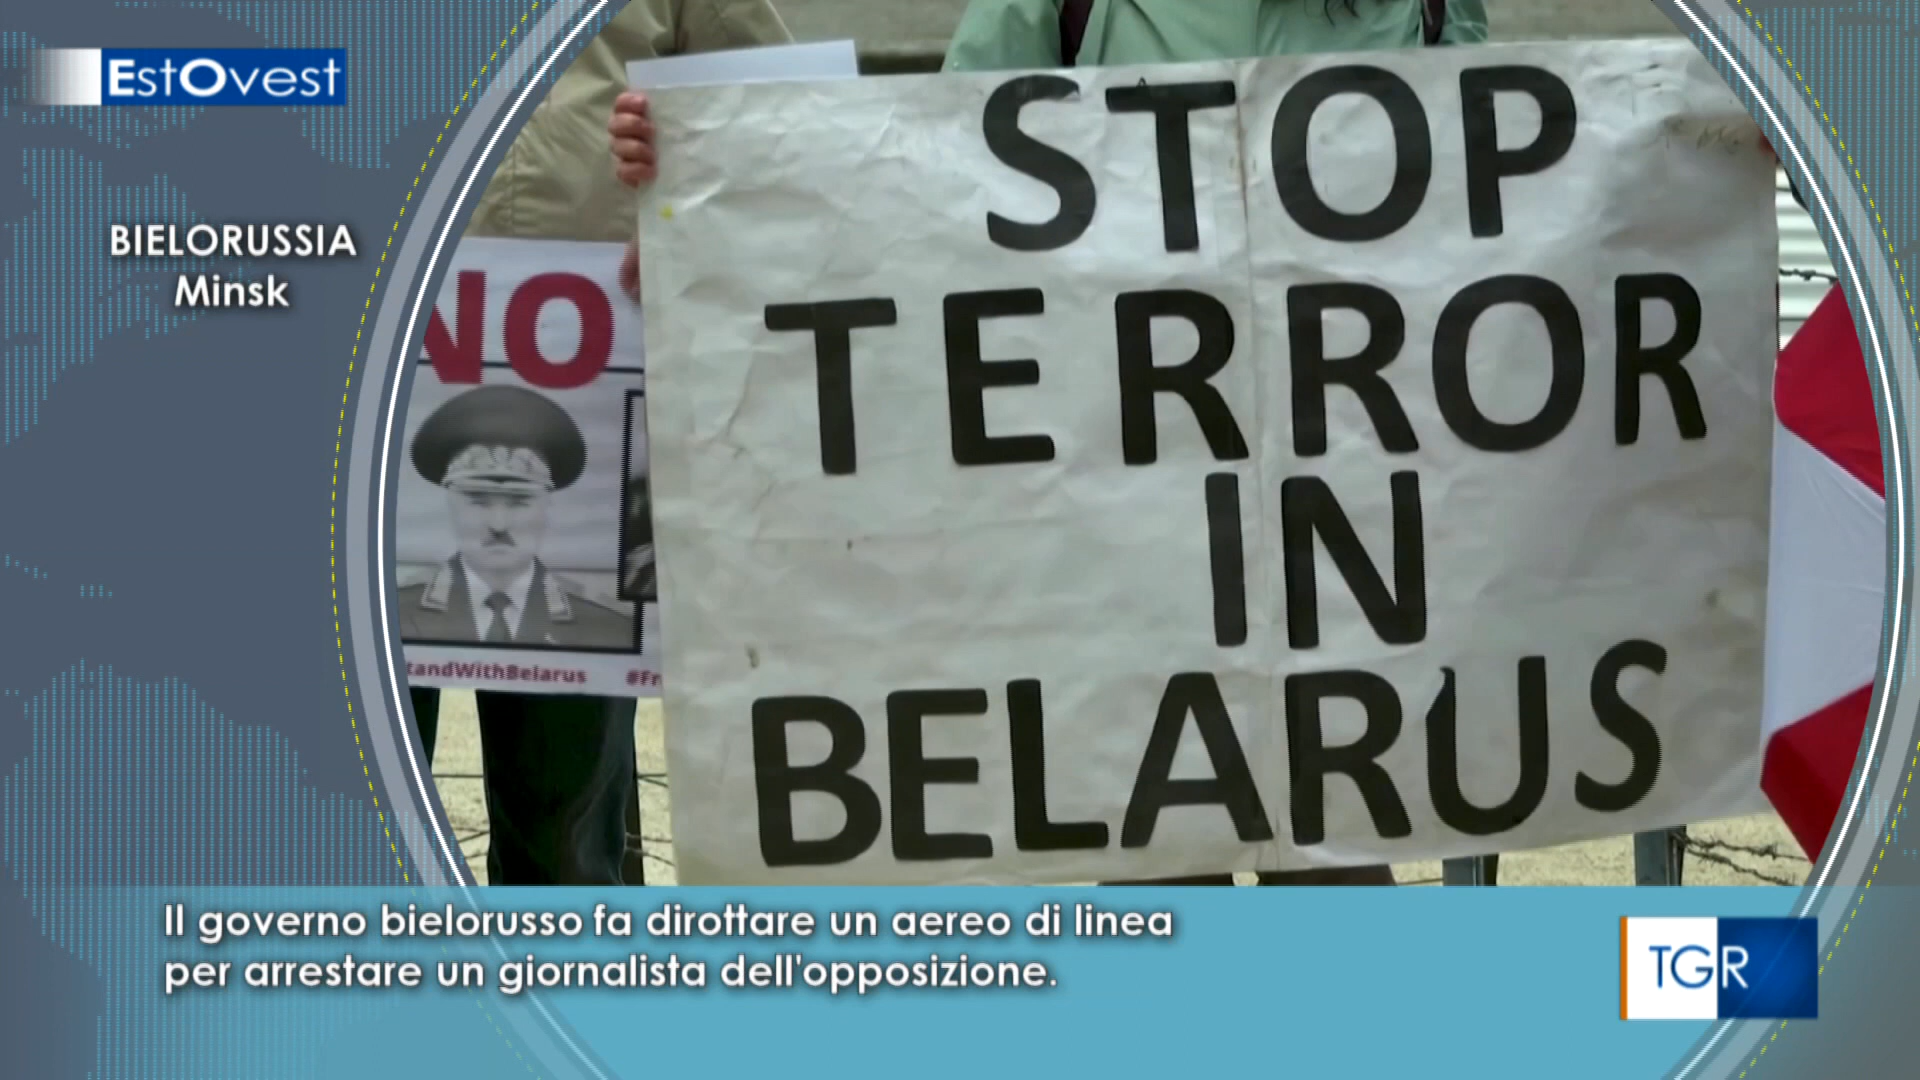 EstOvest
BIELORUSSIA
Minsk
STOP
TERROR
IN
BELARUS
NO
tandWithBelarus #Fr
Il governo bielorusso fa dirottare un aereo di linea
per arrestare un giornalista dell'opposizione.
TGR